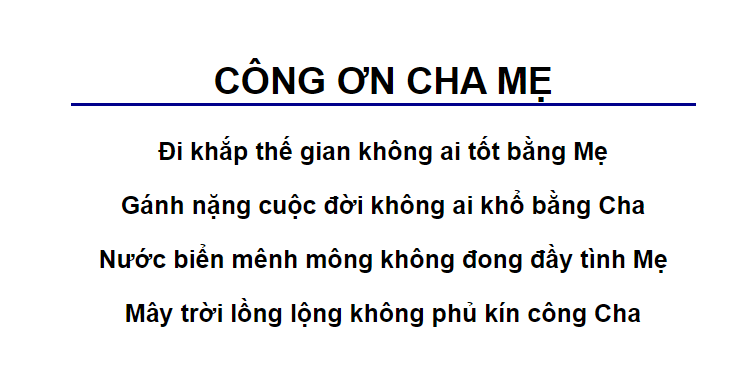 CÔNG ƠN CHA MẸ
Đi khắp thế gian không ai tốt bằng Mẹ
Gánh nặng cuộc đời không ai khổ bằng Cha
Nước biển mênh mông không đong đầy tình Mẹ
Mây trời lồng lộng không phủ kín công Cha